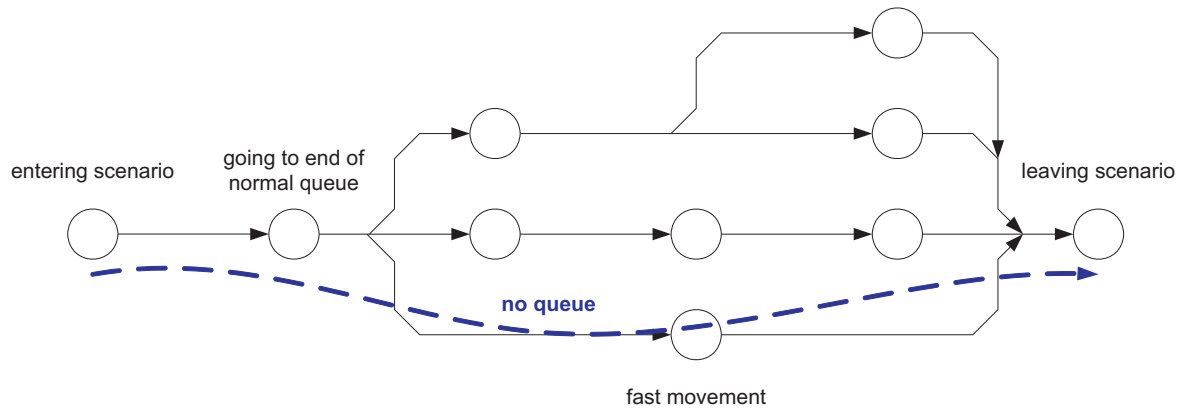 entering scenario
going to end of
normal queue
leaving scenario
no queue
fast movement